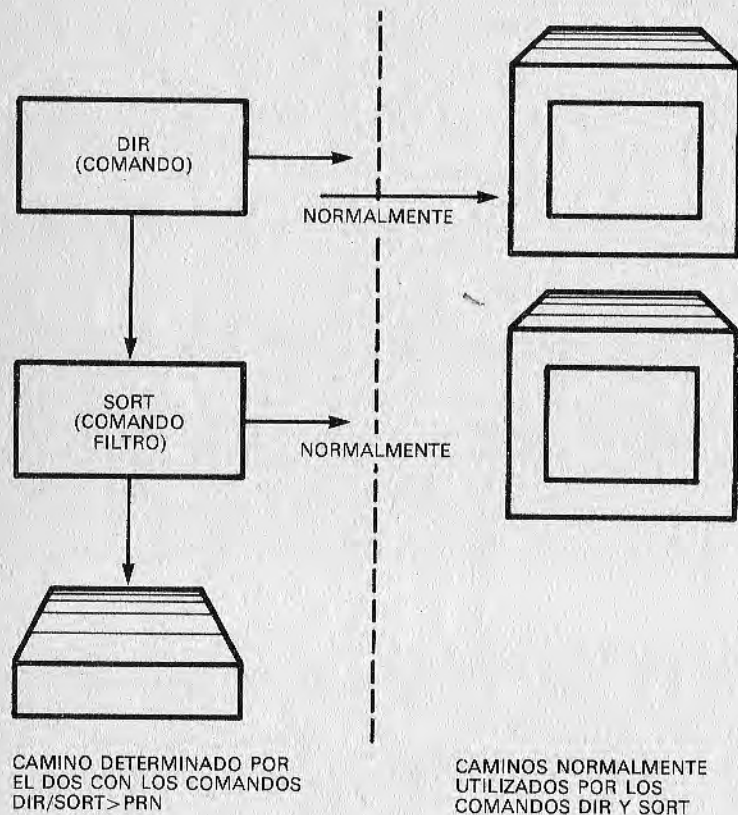 DIR
(COMANDO)
NORMALMENTE
SORT
(COMANDO
FILTRO)
NORMALMENTE
CAMINO DETERMINADO POR
EL DOS CON LOS COMANDOS
DIR/SORT>PRN
CAMINOS NORMALMENTE
UTILIZADOS POR LOS
COMANDOS DIR Y SORT